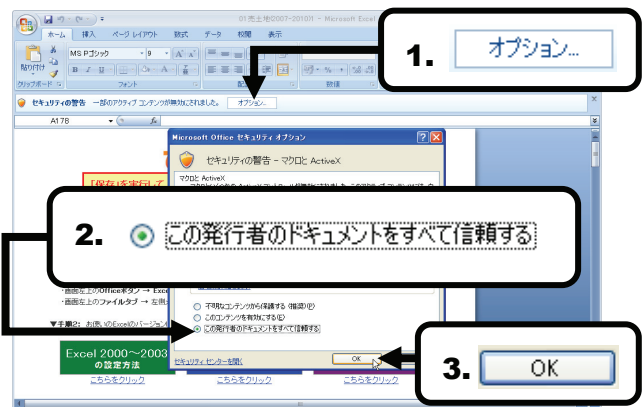 01売土地(2007-2010)1 - Microsoft Excel
ホーム 挿入 ページ レイアウト 数式 データ 校閲 表示
1. オプション...
MS Pゴシック 9
貼り付け
クリップボード フォント 数値
セキュリティの警告 一部のアクティブ コンテンツが無効にされました。 オプション...
A178 fx
Microsoft Office セキュリティ オプション
セキュリティの警告 - マクロと ActiveX
マクロと ActiveX
「保存」を実行して
2. この発行者のドキュメントをすべて信頼する
・画面左上のOfficeボタン → Exce
・画面左上のファイルタブ → 左側
不明なコンテンツから保護する (推奨)(P)
このコンテンツを有効にする(E)
この発行者のドキュメントをすべて信頼する
▼手順2: お使いのExcelのバージョン
セキュリティ センターを開く OK
3. OK
Excel 2000～2003
の設定方法
こちらをクリック こちらをクリック こちらをクリック